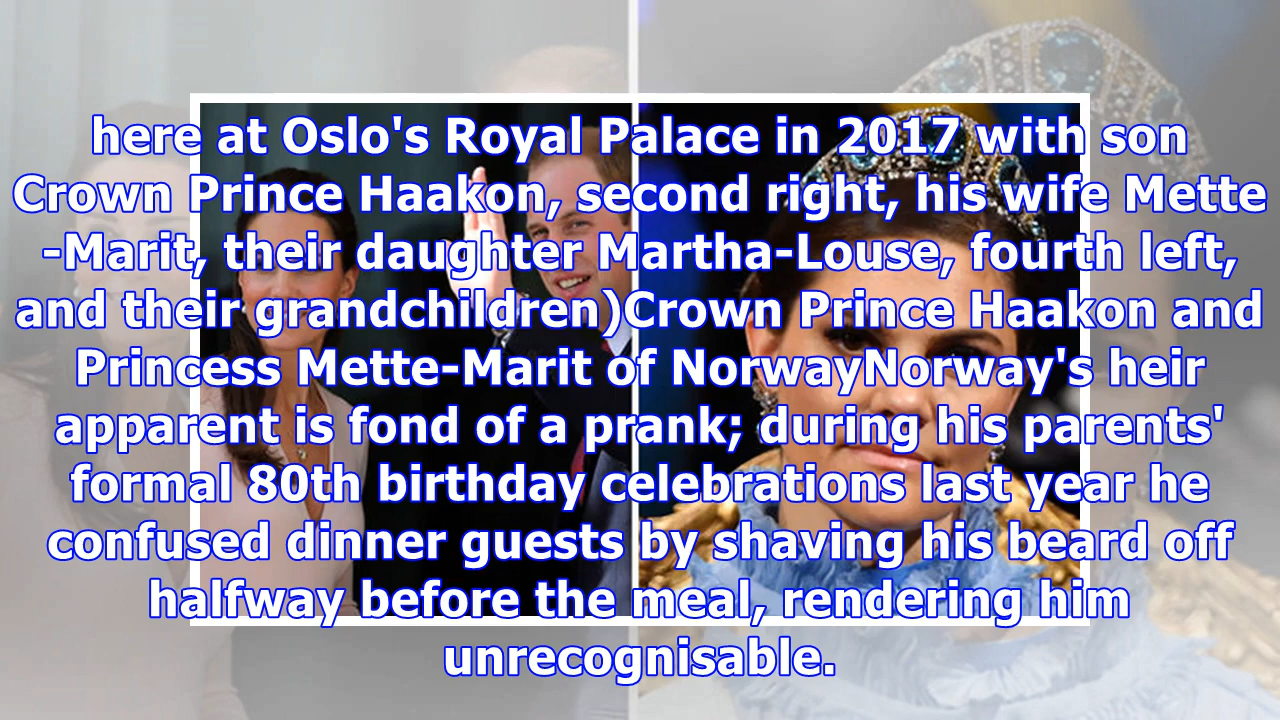 here at Oslo's Royal Palace in 2017 with son
Crown Prince Haakon, second right, his wife Mette
-Marit, their daughter Martha-Louse, fourth left,
and their grandchildren)Crown Prince Haakon and
Princess Mette-Marit of NorwayNorway's heir
apparent is fond of a prank; during his parents'
formal 80th birthday celebrations last year he
confused dinner guests by shaving his beard off
halfway before the meal, rendering him
unrecognisable.